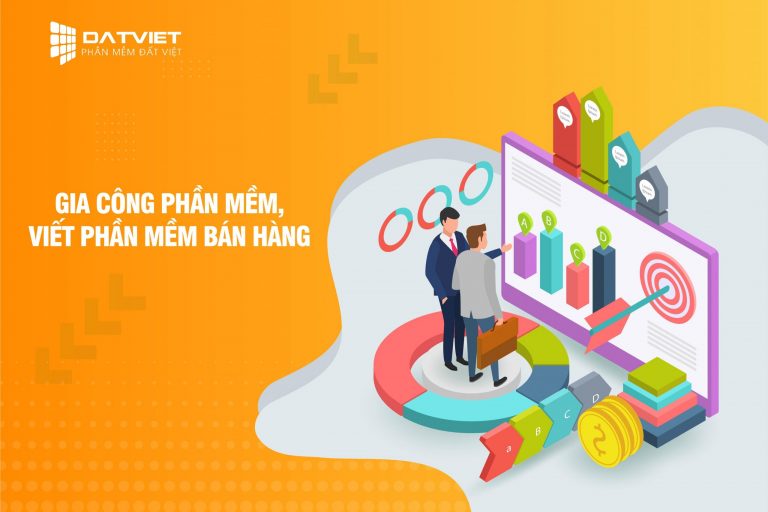 DATVIET
PHẦN MỀM ĐẤT VIỆT
GIA CÔNG PHẦN MỀM,
VIẾT PHẦN MỀM BÁN HÀNG
A
B
C
D
a
B
C
D